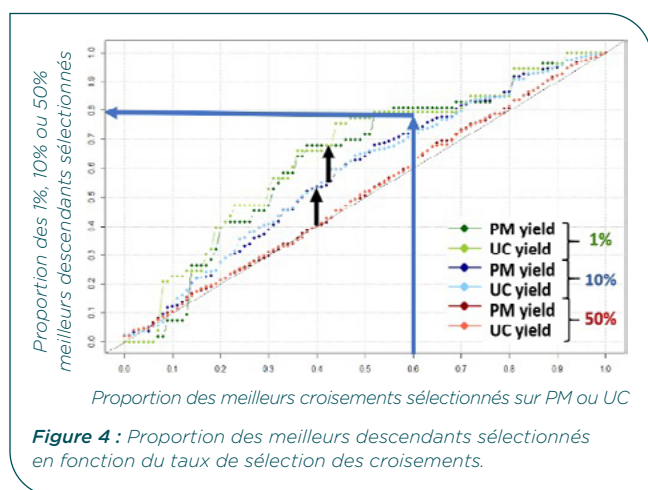 Proportion des 1%, 10% ou 50%
meilleurs descendants sélectionnés
1.0
0.9
0.8
0.7
0.6
0.5
0.4
0.3
0.2
0.1
0.0
PM yield
UC yield
1%
PM yield
UC yield
10%
PM yield
UC yield
50%
0.0 0.1 0.2 0.3 0.4 0.5 0.6 0.7 0.8 0.9 1.0
Proportion des meilleurs croisements sélectionnés sur PM ou UC
Figure 4 : Proportion des meilleurs descendants sélectionnés
en fonction du taux de sélection des croisements.